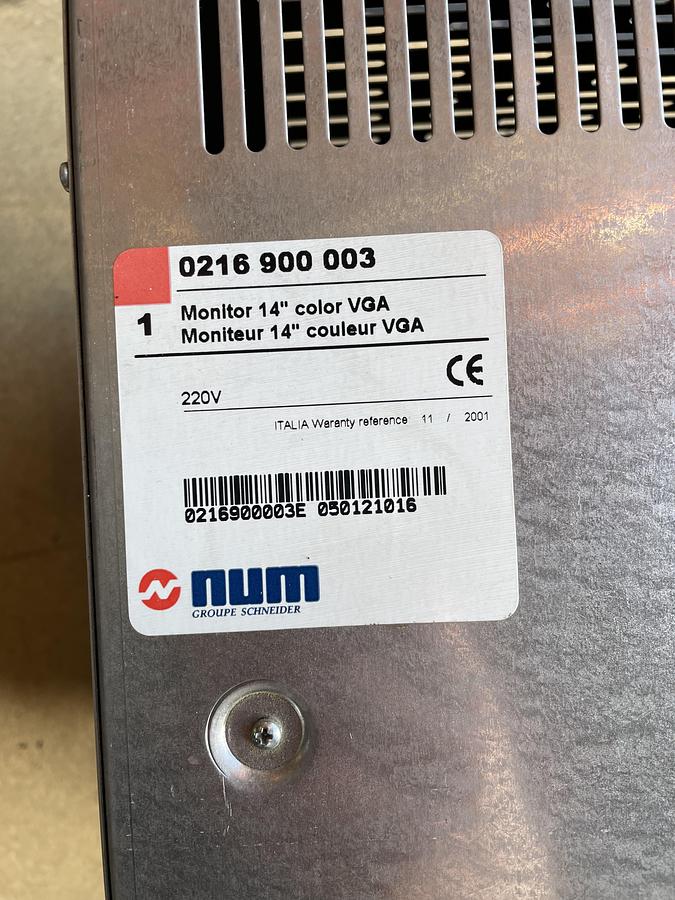 0216 900 003
1 Monitor 14" color VGA
Moniteur 14" couleur VGA
CE
220V
ITALIA Waranty reference 11 / 2001
0216900003E 050121016
num
GROUPE SCHNEIDER